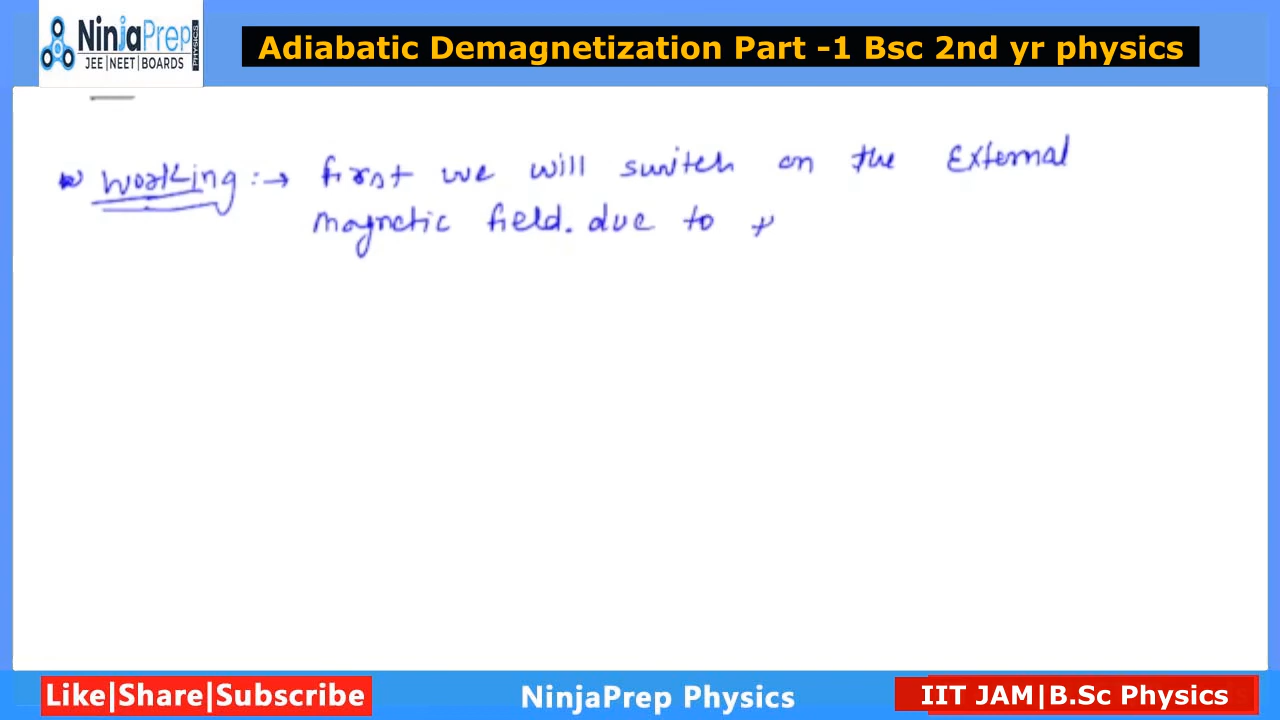 NinjaPrep
PHYSICS
JEE|NEET|BOARDS
Adiabatic Demagnetization Part -1 Bsc 2nd yr physics
Working :→ first we will switch on the External
magnetic field. due to
Like|Share|Subscribe
NinjaPrep Physics
IIT JAM|B.Sc Physics